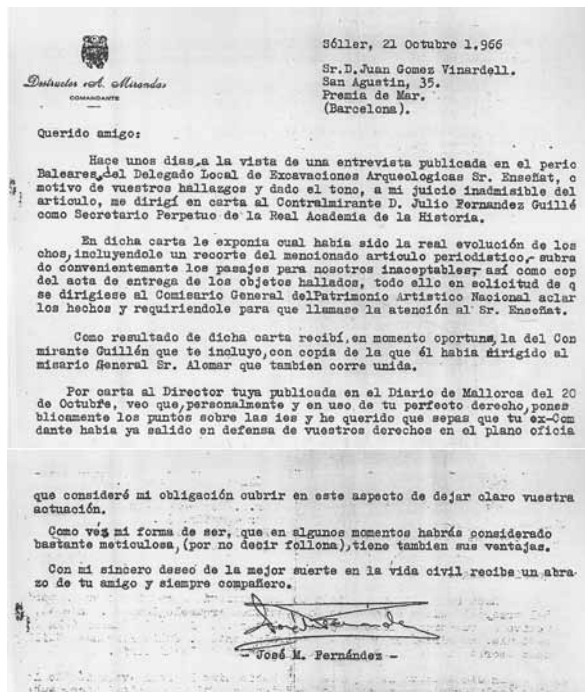 Destructor «A. Miranda»
COMANDANTE
Sóller, 21 Octubre 1.966
Sr.D.Juan Gomez Vinardell.
San Agustin, 35.
Premia de Mar.
(Barcelona).
Querido amigo:
Hace unos dias,a la vista de una entrevista publicada en el peric
Baleares,del Delegado Local de Excavaciones Arqueologicas Sr. Enseñat, c
motivo de vuestros hallazgos y dado el tono, a mi juicio inadmisible del
articulo, me dirigí en carta al Contralmirante D. Julio Fernandez Guillé
como Secretario Perpetuo de la Real Academia de la Historia.
En dicha carta le exponia cual habia sido la real evolución de los
chos,incluyendole un recorte del mencionado articulo periodistico,- subra
do convenientemente los pasajes para nosotros inaceptables- así como cop
del acta de entrega de los objetos hallados, todo ello en solicitud de q
se dirigiese al Comisario General delPatrimonio Artistico Nacional aclar
los hechos y requiriendole para que llamase la atención al Sr. Enseñat.
Como resultado de dicha carta recibí,en momento oportuno,la del Con
mirante Guillén que te incluyo,con copia de la que él habia dirigido al
misario General Sr. Alomar que tambien corre unida.
Por carta al Director tuya publicada en el Diario de Mallorca del 20
de Octubre, veo que,personalmente y en uso de tu perfecto derecho,pones
blicamente los puntos sobre las ies y he querido que sepas que tu ex-Com
dante habia ya salido en defensa de vuestros derechos en el plano oficia
que consideré mi obligación cubrir en este aspecto de dejar claro vuestra
actuación.
Como vés mi forma de ser, que en algunos momentos habrás considerado
bastante meticulosa,(por no decir follona),tiene tambien sus ventajas.
Con mi sincero deseo de la mejor suerte en la vida civil recibe un abra-
zo de tu amigo y siempre compañero.
- José M. Fernández -